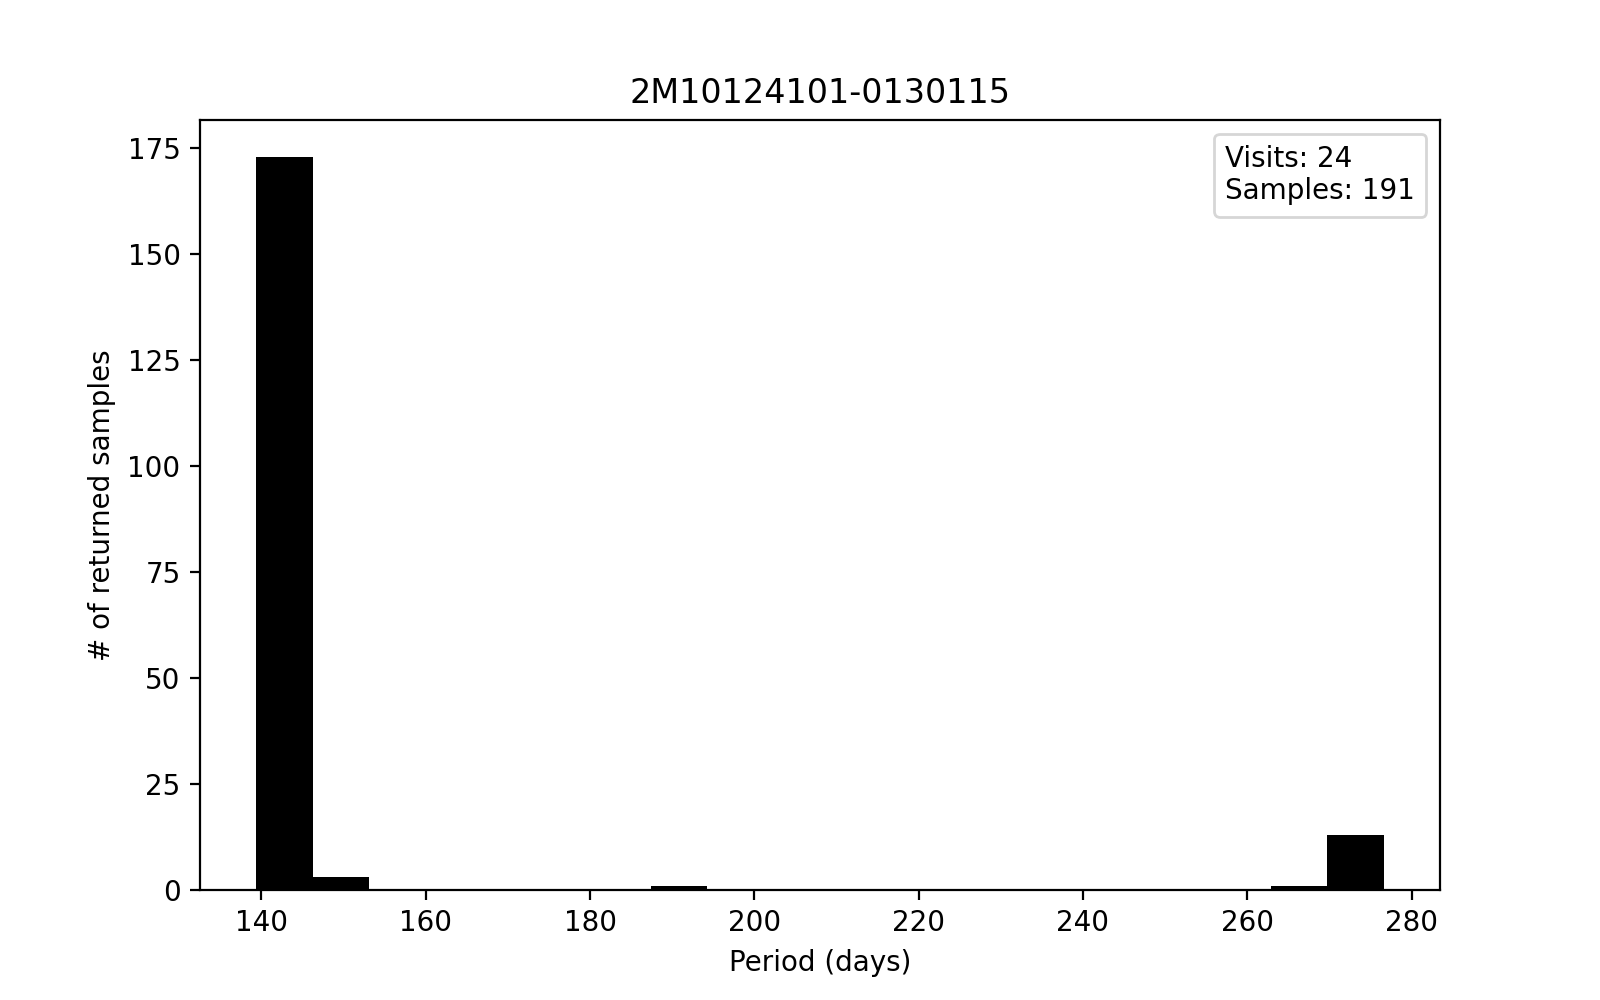 2M10124101-0130115
Visits: 24
Samples: 191
# of returned samples
175
150
125
100
75
50
25
0
140 160 180 200 220 240 260 280
Period (days)